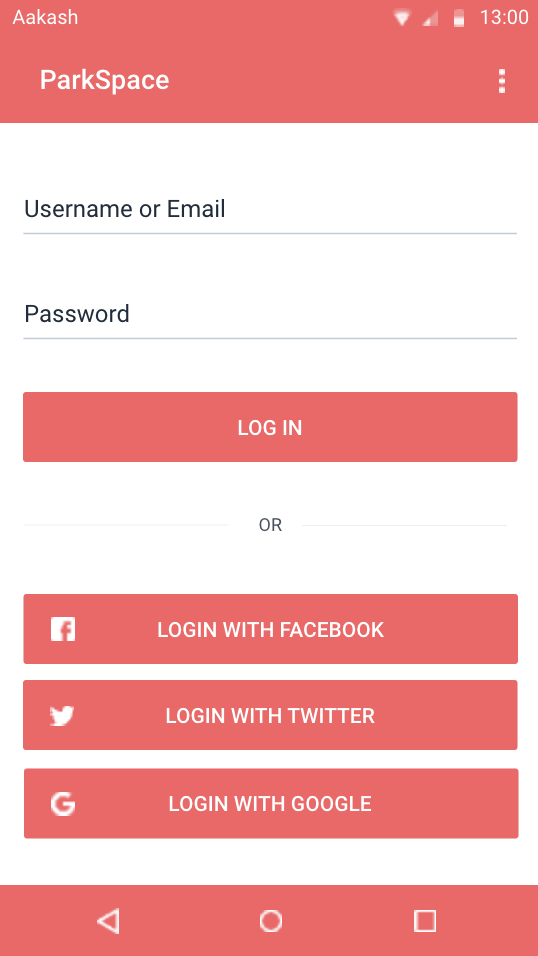 Aakash 13:00
ParkSpace
Username or Email
Password
LOG IN
OR
LOGIN WITH FACEBOOK
LOGIN WITH TWITTER
LOGIN WITH GOOGLE